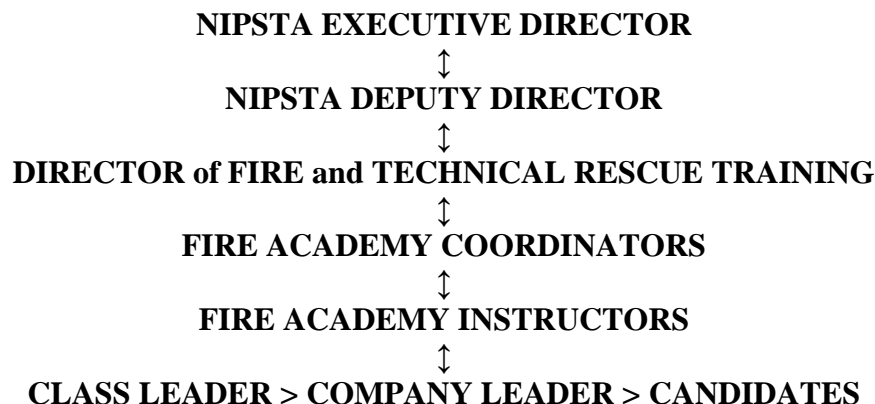 NIPSTA EXECUTIVE DIRECTOR
↕
NIPSTA DEPUTY DIRECTOR
↕
DIRECTOR of FIRE and TECHNICAL RESCUE TRAINING
↕
FIRE ACADEMY COORDINATORS
↕
FIRE ACADEMY INSTRUCTORS
↕
CLASS LEADER > COMPANY LEADER > CANDIDATES